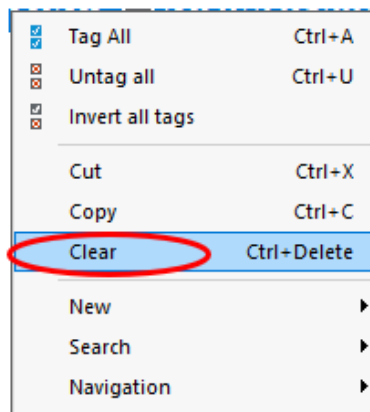 Tag All Ctrl+A
Untag all Ctrl+U
Invert all tags
Cut Ctrl+X
Copy Ctrl+C
Clear Ctrl+Delete
New
Search
Navigation